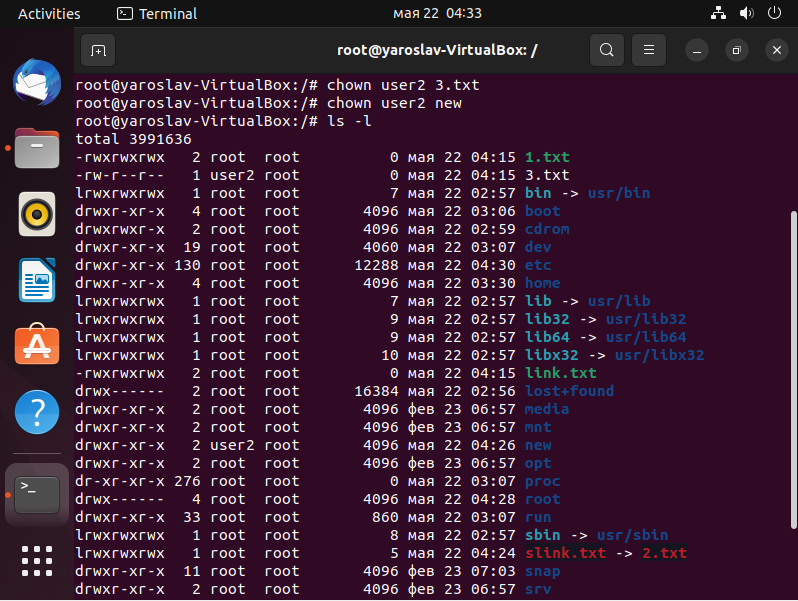 Activities Terminal мая 22 04:33
root@yaroslav-VirtualBox: /
root@yaroslav-VirtualBox:/# chown user2 3.txt
root@yaroslav-VirtualBox:/# chown user2 new
root@yaroslav-VirtualBox:/# ls -l
total 3991636
-rwxrwxrwx 2 root root 0 мая 22 04:15 1.txt
-rw-r--r-- 1 user2 root 0 мая 22 04:15 3.txt
lrwxrwxrwx 1 root root 7 мая 22 02:57 bin -> usr/bin
drwxr-xr-x 4 root root 4096 мая 22 03:06 boot
drwxrwxr-x 2 root root 4096 мая 22 02:59 cdrom
drwxr-xr-x 19 root root 4060 мая 22 03:07 dev
drwxr-xr-x 130 root root 12288 мая 22 04:30 etc
drwxr-xr-x 4 root root 4096 мая 22 03:30 home
lrwxrwxrwx 1 root root 7 мая 22 02:57 lib -> usr/lib
lrwxrwxrwx 1 root root 9 мая 22 02:57 lib32 -> usr/lib32
lrwxrwxrwx 1 root root 9 мая 22 02:57 lib64 -> usr/lib64
lrwxrwxrwx 1 root root 10 мая 22 02:57 libx32 -> usr/libx32
-rwxrwxrwx 2 root root 0 мая 22 04:15 link.txt
drwx------ 2 root root 16384 мая 22 02:56 lost+found
drwxr-xr-x 2 root root 4096 фев 23 06:57 media
drwxr-xr-x 2 root root 4096 фев 23 06:57 mnt
drwxr-xr-x 2 user2 root 4096 мая 22 04:26 new
drwxr-xr-x 2 root root 4096 фев 23 06:57 opt
dr-xr-xr-x 276 root root 0 мая 22 03:07 proc
drwx------ 4 root root 4096 мая 22 04:28 root
drwxr-xr-x 33 root root 860 мая 22 03:07 run
lrwxrwxrwx 1 root root 8 мая 22 02:57 sbin -> usr/sbin
lrwxrwxrwx 1 root root 5 мая 22 04:24 slink.txt -> 2.txt
drwxr-xr-x 11 root root 4096 фев 23 07:03 snap
drwxr-xr-x 2 root root 4096 фев 23 06:57 srv